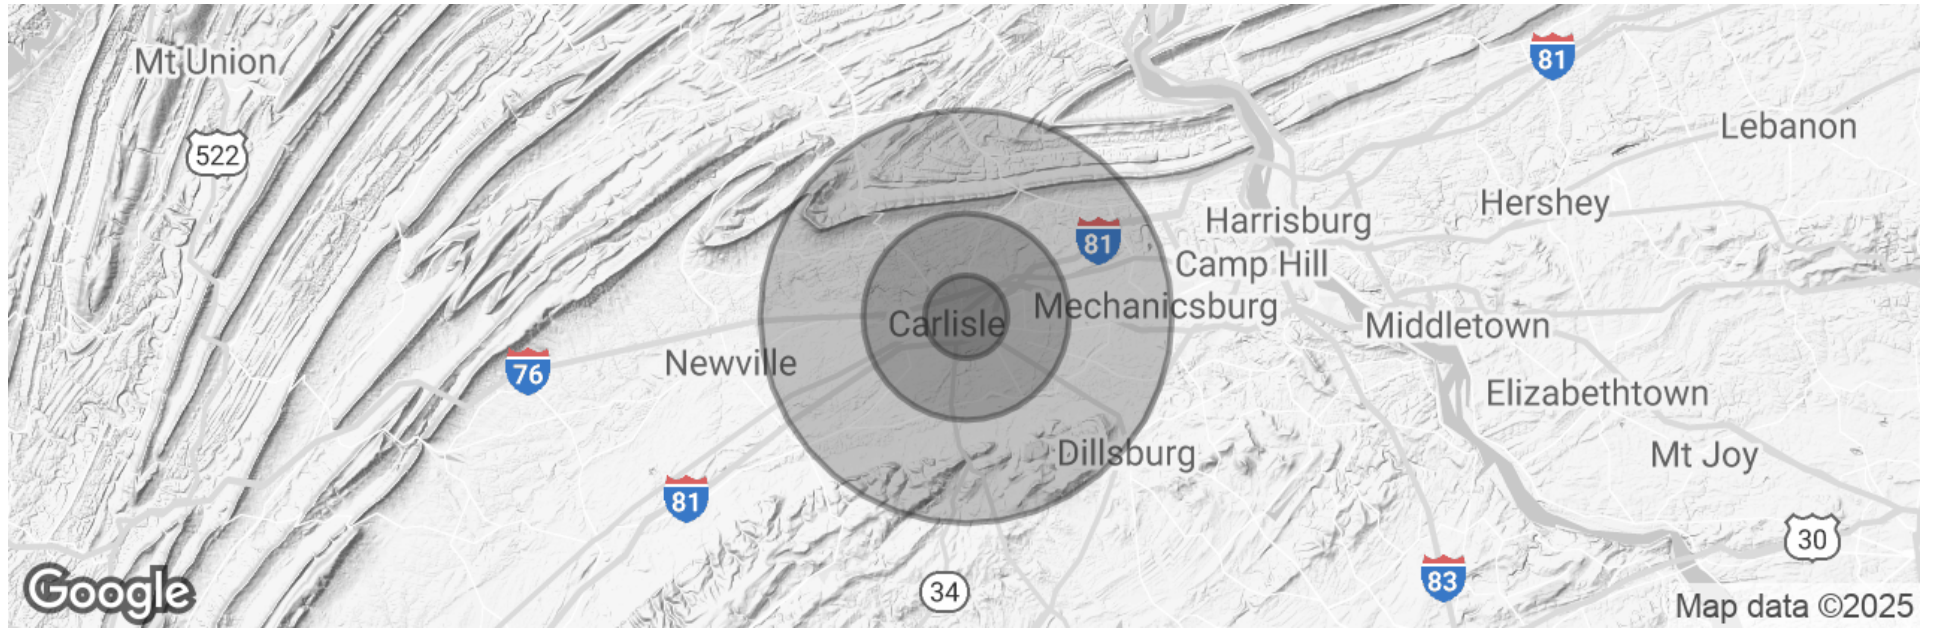 81
Mt Union
Lebanon
522
Hershey
Harrisburg
81
Camp Hill
Mechanicsburg
Carlisle
Middletown
Newville
76
Elizabethtown
Dillsburg
Mt Joy
81
30
83
34
Google
Map data ©2025